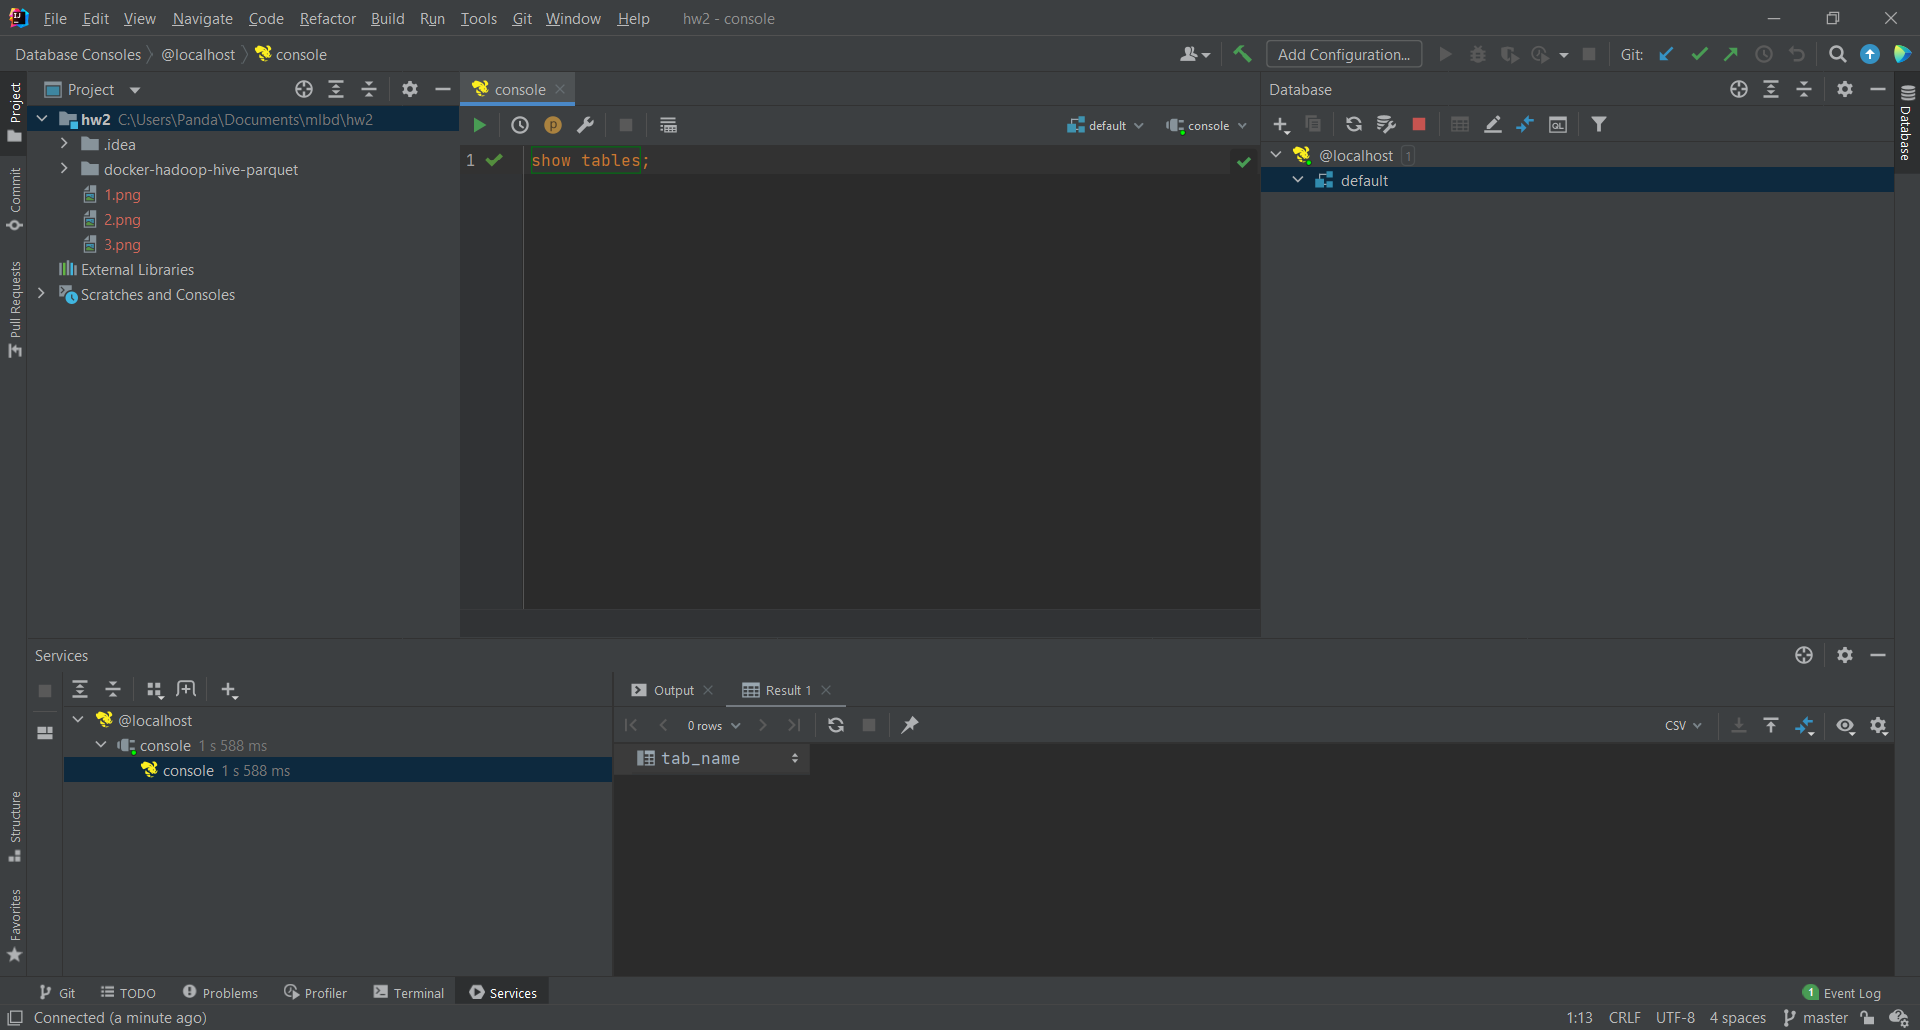 File Edit View Navigate Code Refactor Build Run Tools Git Window Help hw2 - console
Database Consoles @localhost console Add Configuration... Git:
Project
Commit
Pull Requests
Structure
Favorites
Project
hw2 C:\Users\Panda\Documents\mlbd\hw2
.idea
docker-hadoop-hive-parquet
1.png
2.png
3.png
External Libraries
Scratches and Consoles
console
default console
1 show tables;
Database
@localhost 1
default
Database
Services
@localhost
console 1 s 588 ms
console 1 s 588 ms
Output Result 1
0 rows CSV
tab_name
Git TODO Problems Profiler Terminal Services 1 Event Log
Connected (a minute ago) 1:13 CRLF UTF-8 4 spaces master